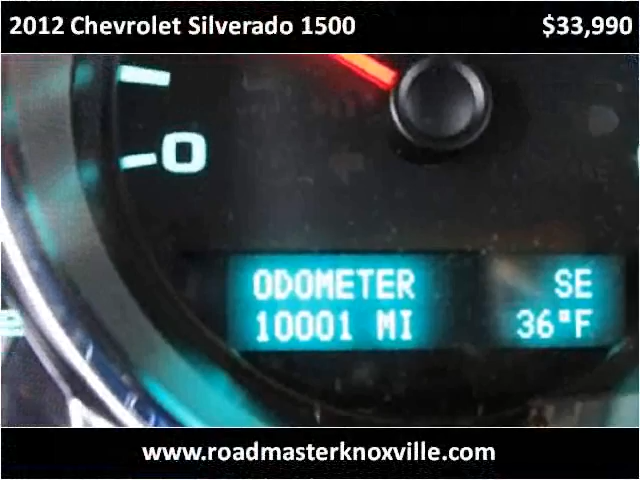 2012 Chevrolet Silverado 1500 $33,990
0
ODOMETER SE
10001 MI 36°F
www.roadmasterknoxville.com